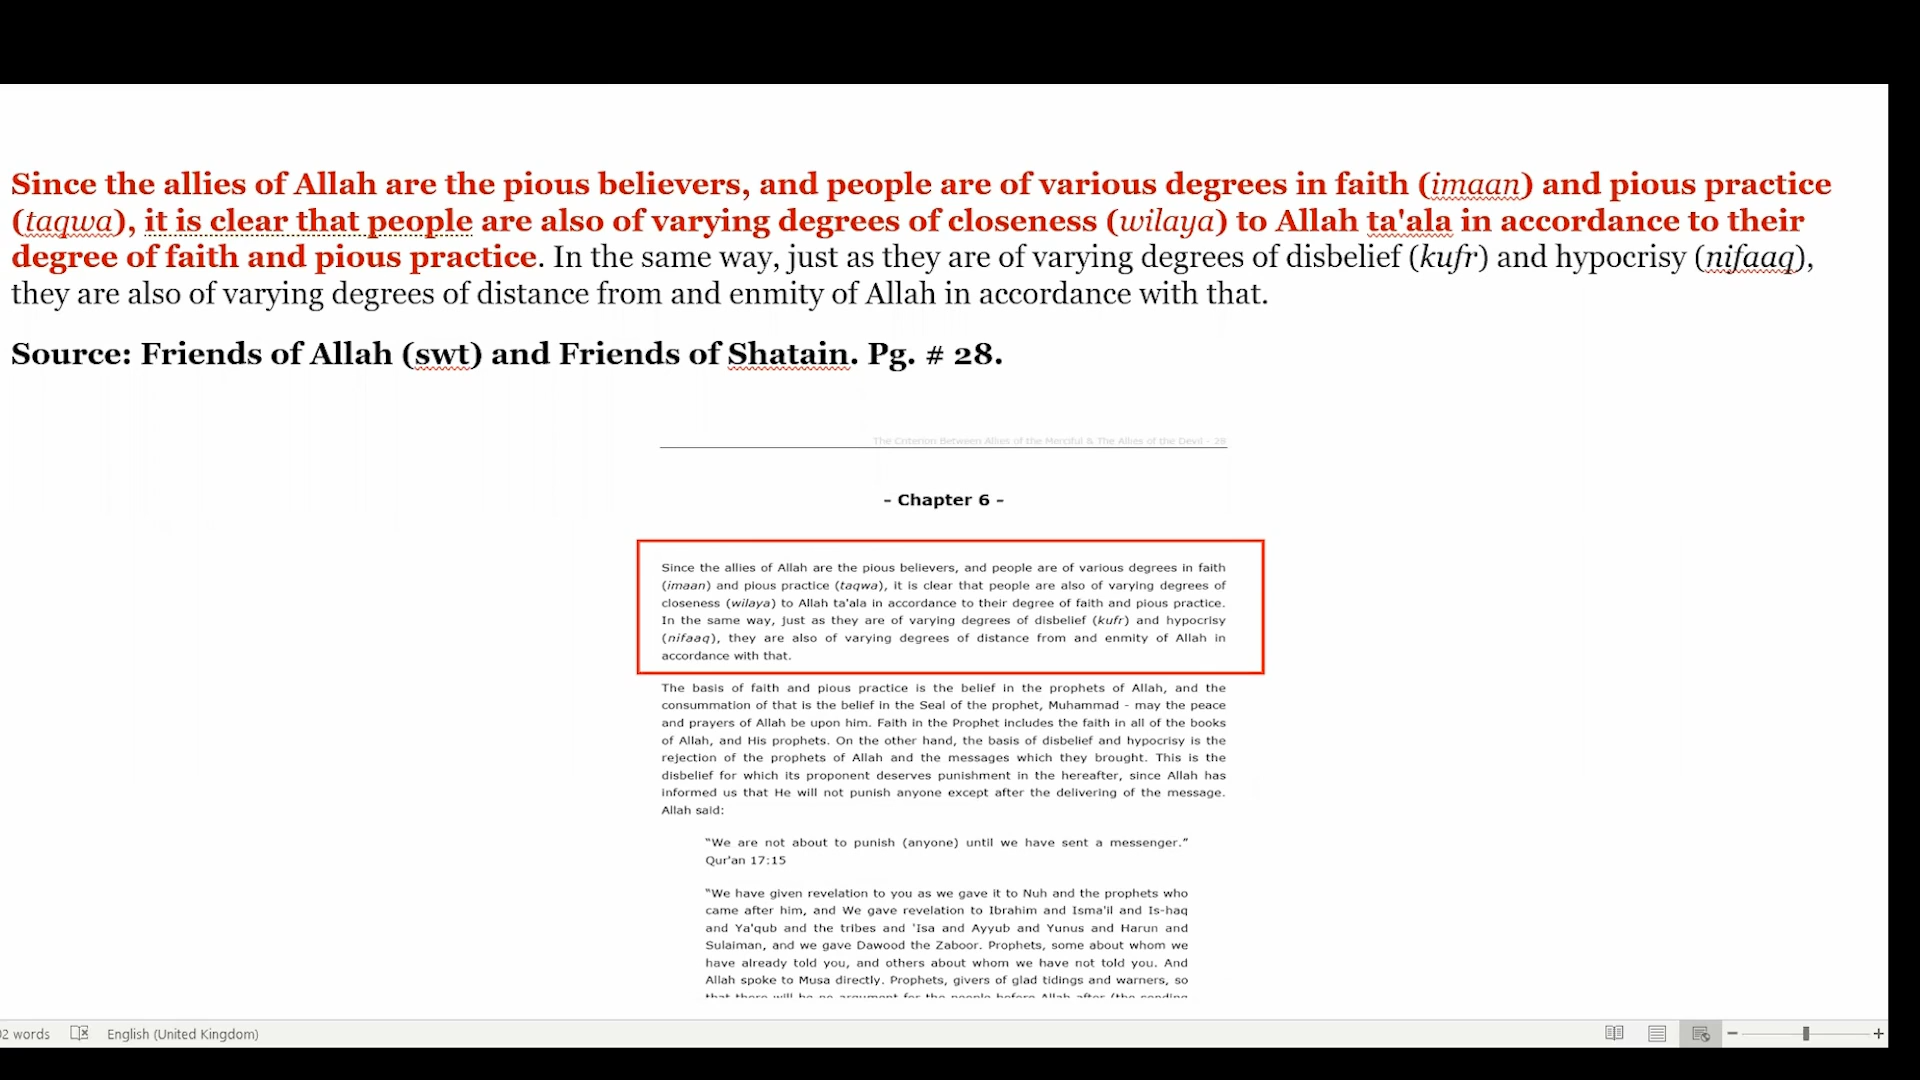 Since the allies of Allah are the pious believers, and people are of various degrees in faith (imaan) and pious practice
(taqwa), it is clear that people are also of varying degrees of closeness (wilaya) to Allah ta'ala in accordance to their
degree of faith and pious practice. In the same way, just as they are of varying degrees of disbelief (kufr) and hypocrisy (nifaaq),
they are also of varying degrees of distance from and enmity of Allah in accordance with that.
Source: Friends of Allah (swt) and Friends of Shatain. Pg. # 28.
The Criterion Between Allies of the Merciful & The Allies of the Devil - 28
- Chapter 6 -
Since the allies of Allah are the pious believers, and people are of various degrees in faith
(imaan) and pious practice (taqwa), it is clear that people are also of varying degrees of
closeness (wilaya) to Allah ta'ala in accordance to their degree of faith and pious practice.
In the same way, just as they are of varying degrees of disbelief (kufr) and hypocrisy
(nifaaq), they are also of varying degrees of distance from and enmity of Allah in
accordance with that.
The basis of faith and pious practice is the belief in the prophets of Allah, and the
consummation of that is the belief in the Seal of the prophet, Muhammad - may the peace
and prayers of Allah be upon him. Faith in the Prophet includes the faith in all of the books
of Allah, and His prophets. On the other hand, the basis of disbelief and hypocrisy is the
rejection of the prophets of Allah and the messages which they brought. This is the
disbelief for which its proponent deserves punishment in the hereafter, since Allah has
informed us that He will not punish anyone except after the delivering of the message.
Allah said:
"We are not about to punish (anyone) until we have sent a messenger."
Qur'an 17:15
"We have given revelation to you as we gave it to Nuh and the prophets who
came after him, and We gave revelation to Ibrahim and Isma'il and Is-haq
and Ya'qub and the tribes and 'Isa and Ayyub and Yunus and Harun and
Sulaiman, and we gave Dawood the Zaboor. Prophets, some about whom we
have already told you, and others about whom we have not told you. And
Allah spoke to Musa directly. Prophets, givers of glad tidings and warners, so
that there will be no argument for the people before Allah after (the sending
2 words English (United Kingdom)